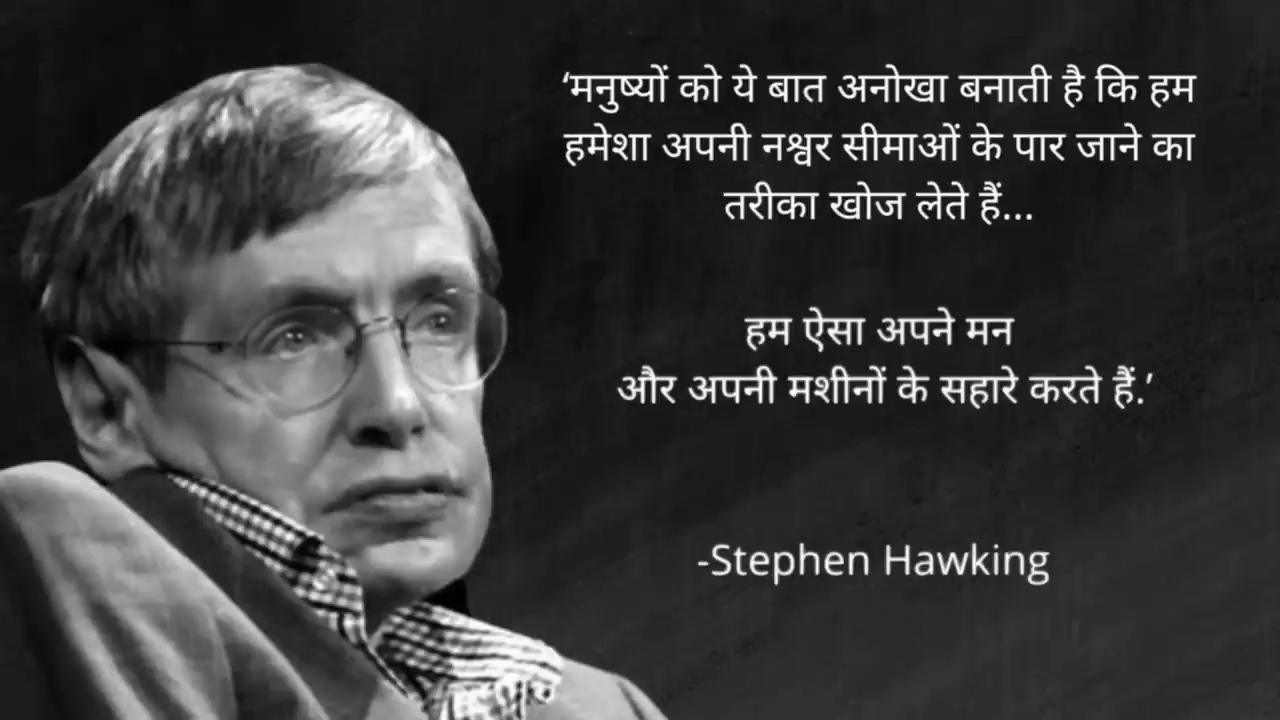 ‘मनुष्यों को ये बात अनोखा बनाती है कि हम
हमेशा अपनी नश्वर सीमाओं के पार जाने का
तरीका खोज लेते हैं...
हम ऐसा अपने मन
और अपनी मशीनों के सहारे करते हैं.’
-Stephen Hawking